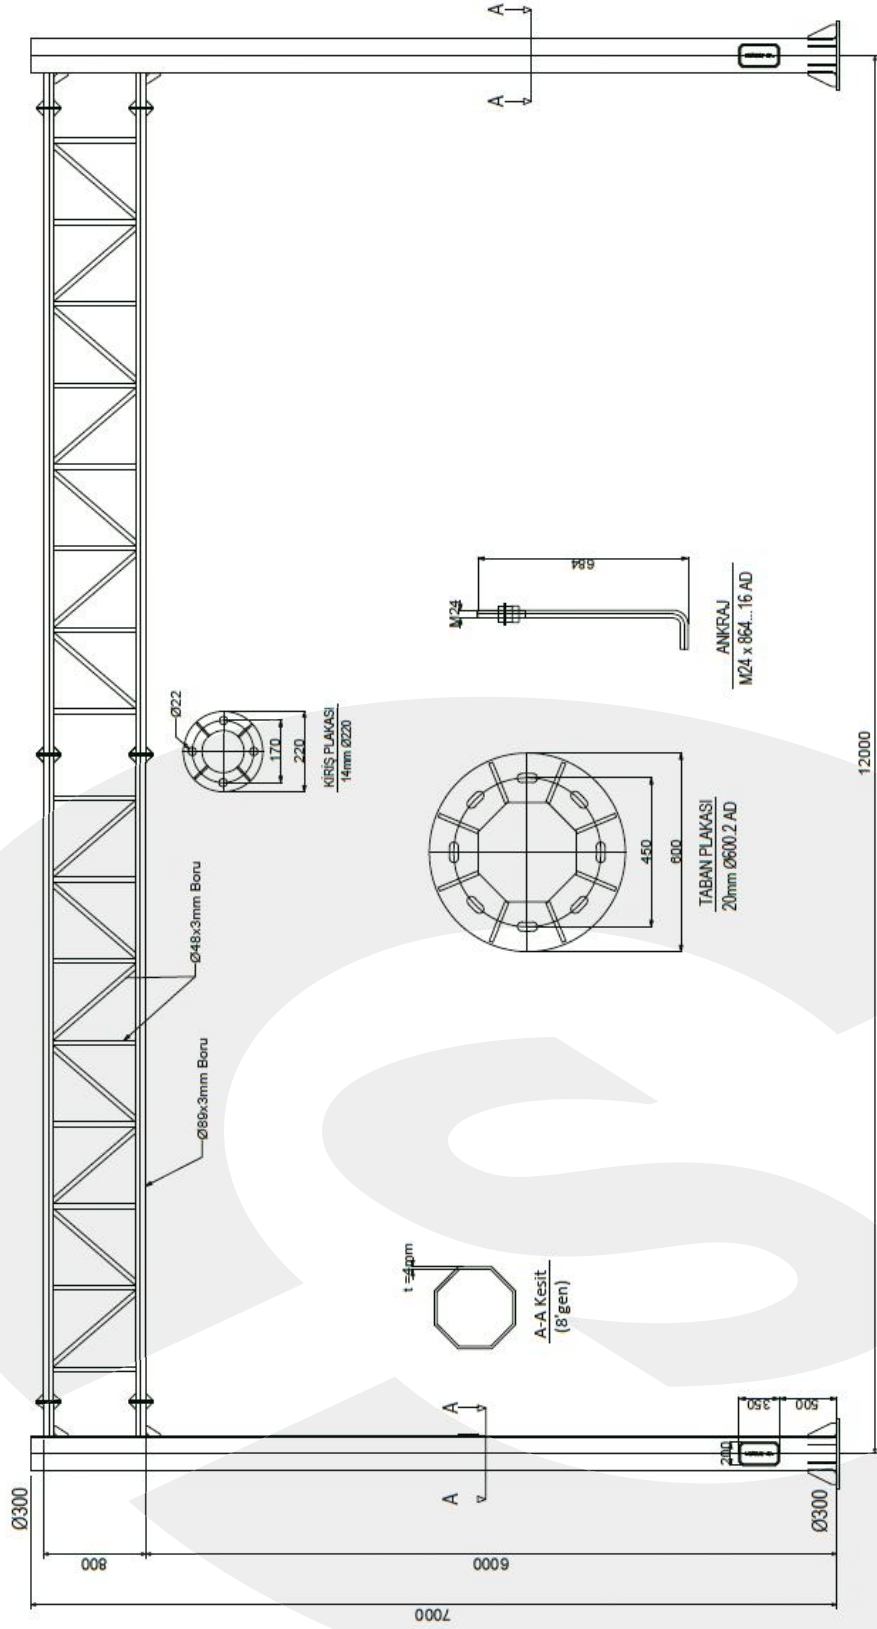 A
A
Ø22
170
220
KİRİŞ PLAKASI
14mm Ø220
M24
684
ANKRAJ
M24 x 864...16 AD
12000
Ø48x3mm Boru
Ø89x3mm Boru
450
600
TABAN PLAKASI
20mm Ø600.2 AD
t =4mm
A-A Kesit
(8'gen)
A
A
200
350
500
Ø300
Ø300
800
6000
7000